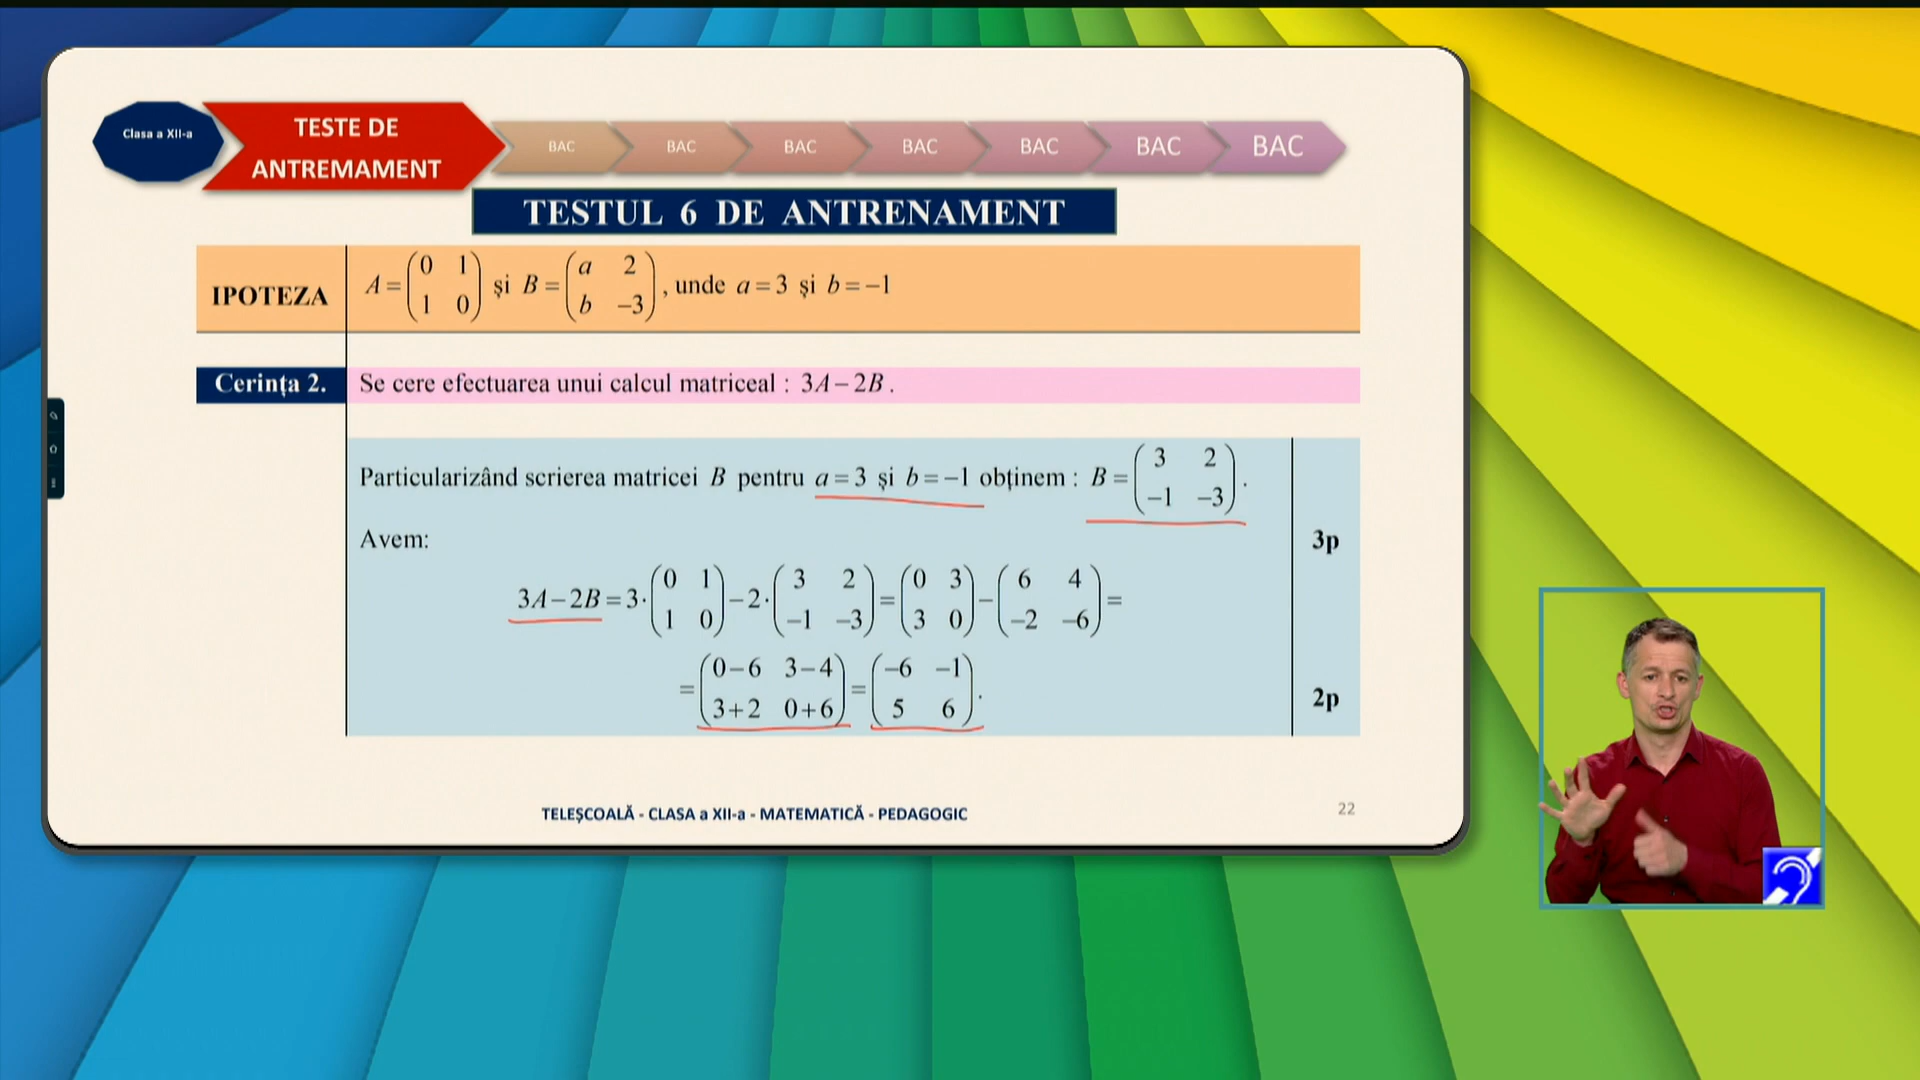 Clasa a XII-a
TESTE DE
ANTREMAMENT
BAC BAC BAC BAC BAC BAC BAC
TESTUL 6 DE ANTRENAMENT
IPOTEZA
A = (0 1; 1 0) și B = (a 2; b −3), unde a = 3 și b = −1
Cerința 2.
Se cere efectuarea unui calcul matriceal : 3A − 2B .
Particularizând scrierea matricei B pentru a = 3 și b = −1 obținem : B = (3 2; −1 −3).
Avem:
3p
3A − 2B = 3·(0 1; 1 0) − 2·(3 2; −1 −3) = (0 3; 3 0) − (6 4; −2 −6) =
= (0−6 3−4; 3+2 0+6) = (−6 −1; 5 6).
2p
TELEȘCOALĂ - CLASA a XII-a - MATEMATICĂ - PEDAGOGIC
22